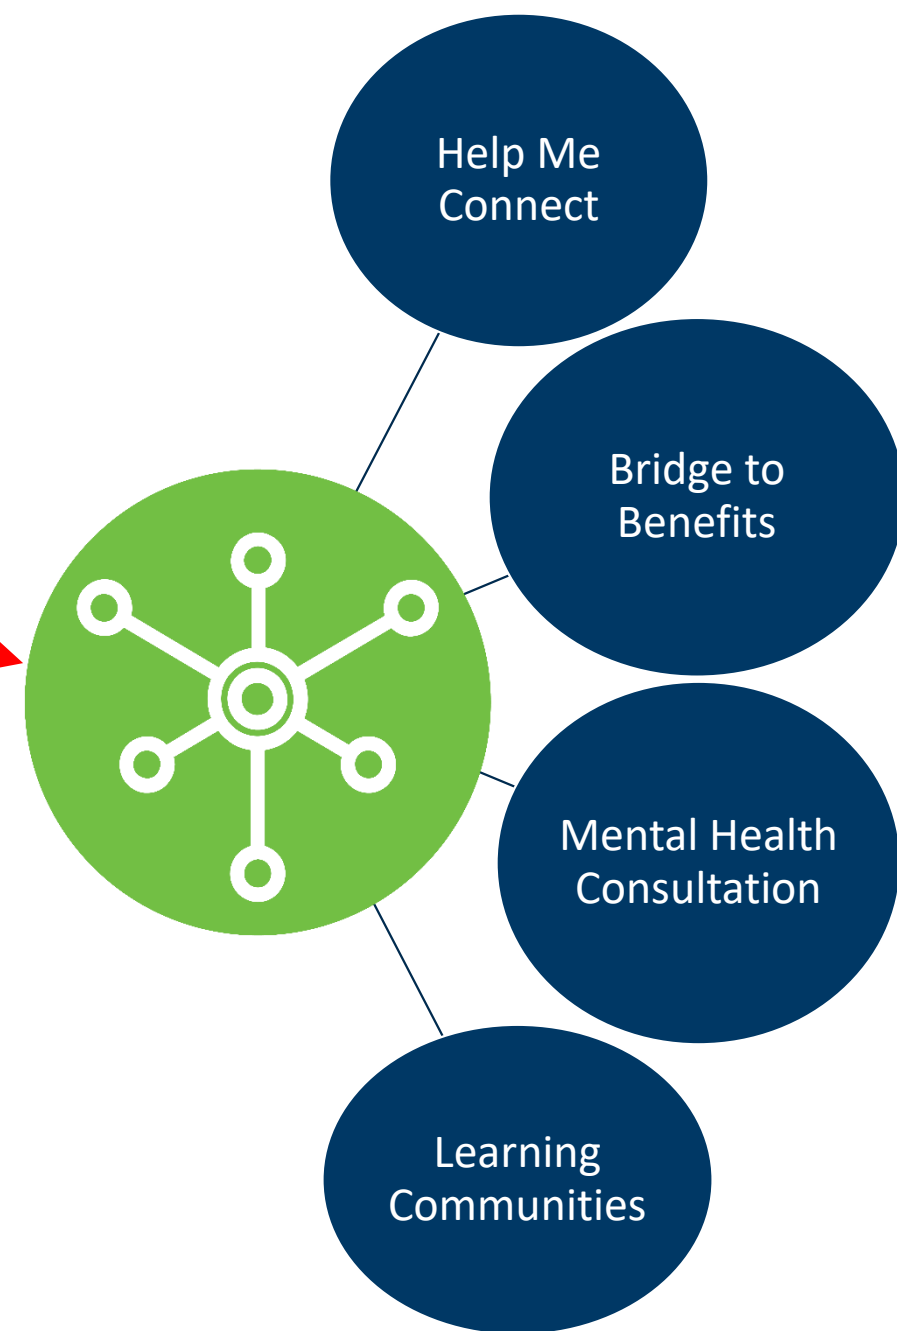 Help Me
Connect
Bridge to
Benefits
Mental Health
Consultation
Learning
Communities